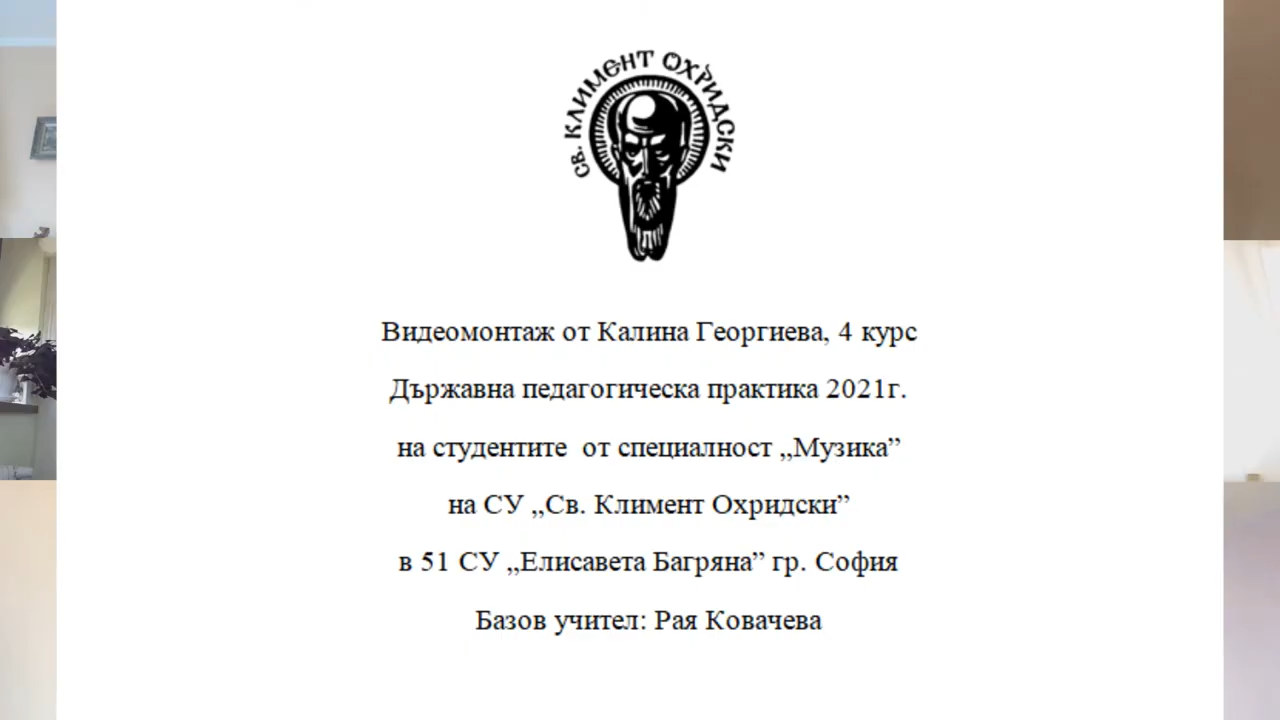 СВ. КЛИМЕНТ ОХРИДСКИ
Видеомонтаж от Калина Георгиева, 4 курс
Държавна педагогическа практика 2021г.
на студентите  от специалност „Музика”
на СУ „Св. Климент Охридски”
в 51 СУ „Елисавета Багряна” гр. София
Базов учител: Рая Ковачева